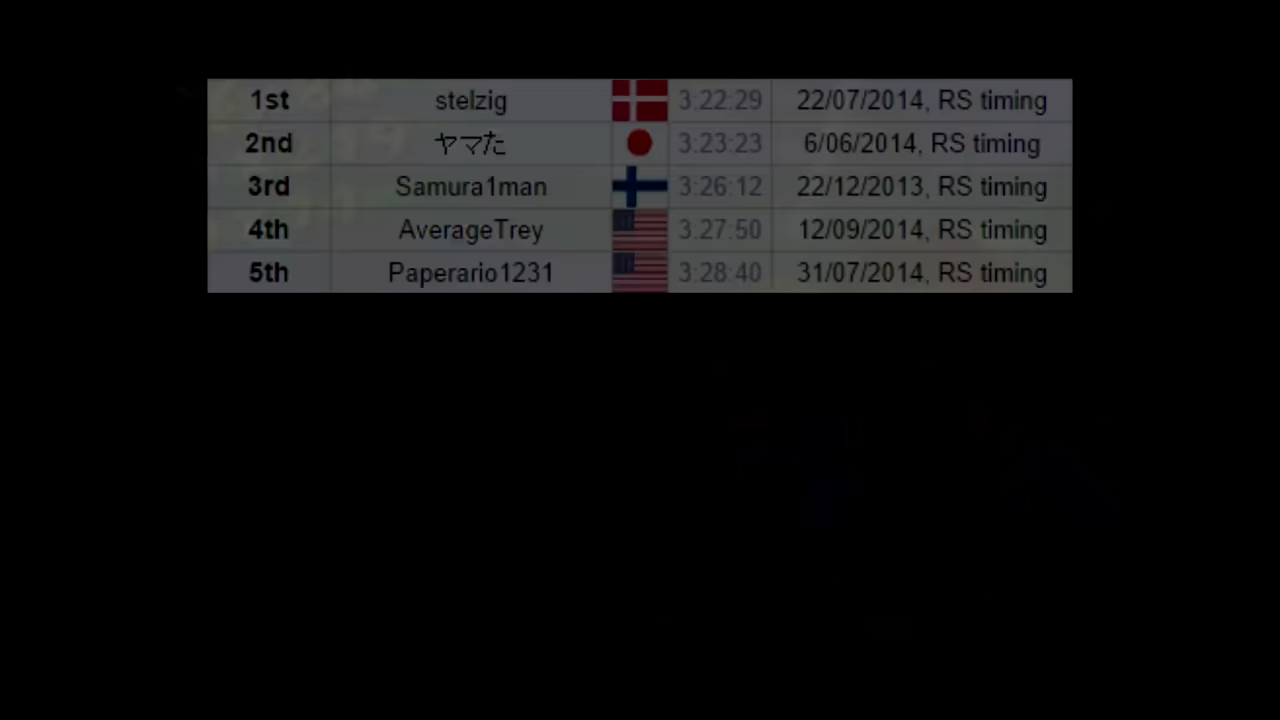 1st stelzig 3:22:29 22/07/2014, RS timing
2nd ヤマた 3:23:23 6/06/2014, RS timing
3rd Samura1man 3:26:12 22/12/2013, RS timing
4th AverageTrey 3:27:50 12/09/2014, RS timing
5th Paperario1231 3:28:40 31/07/2014, RS timing